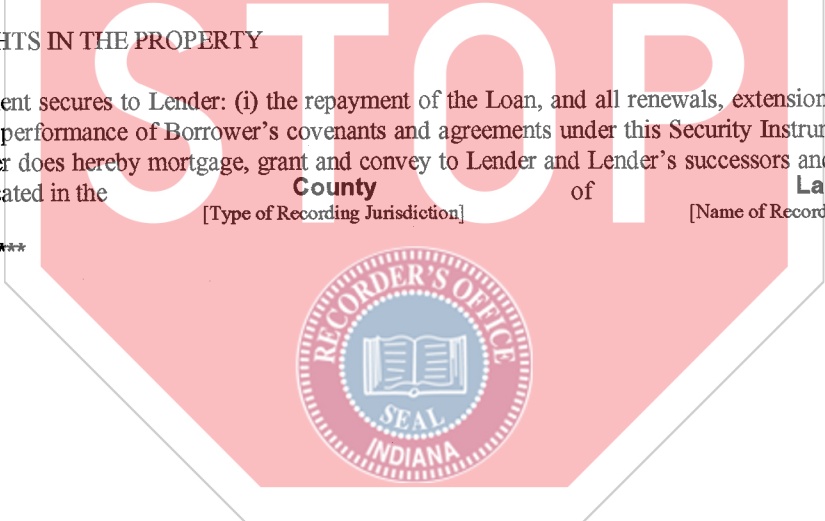 STOP
HTS IN THE PROPERTY
ent secures to Lender: (i) the repayment of the Loan, and all renewals, extension
performance of Borrower's covenants and agreements under this Security Instrum
r does hereby mortgage, grant and convey to Lender and Lender's successors and
ated in the County of La
[Type of Recording Jurisdiction] [Name of Record
***
RECORDER'S OFFICE
SEAL
INDIANA